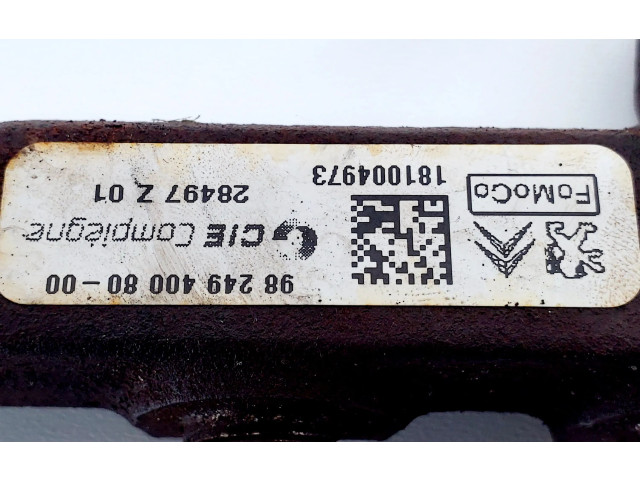 98 249 400 80-00
CIE Compiègne
28497 Z 01
181004973
FoMoCo